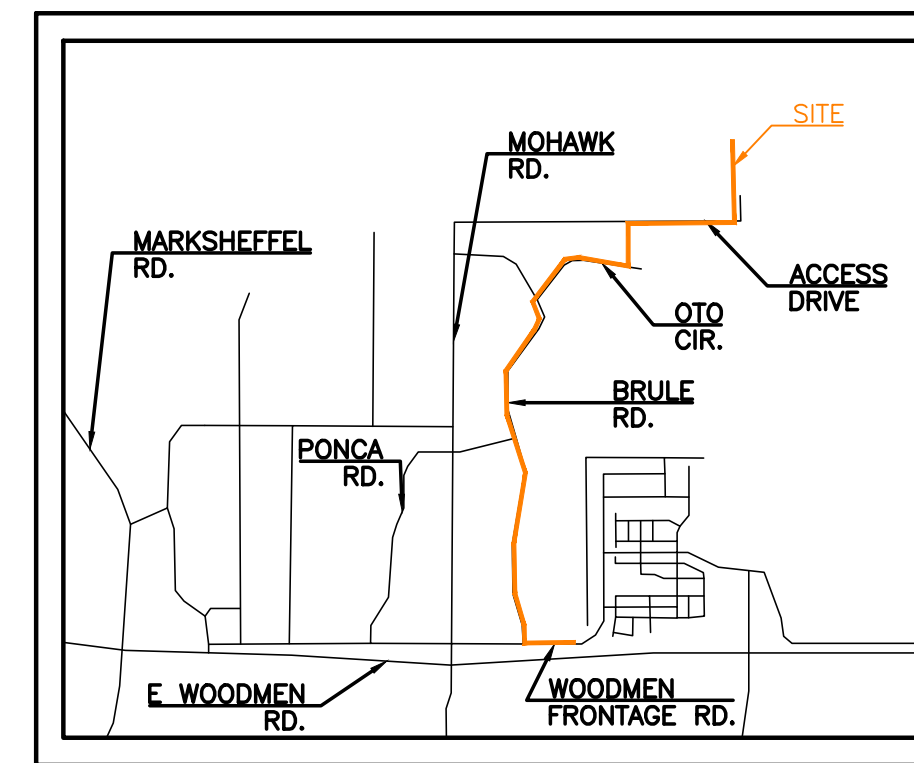 SITE
MOHAWK
RD.
MARKSHEFFEL
RD.
ACCESS
DRIVE
OTO
CIR.
BRULE
RD.
PONCA
RD.
E WOODMEN
RD.
WOODMEN
FRONTAGE RD.